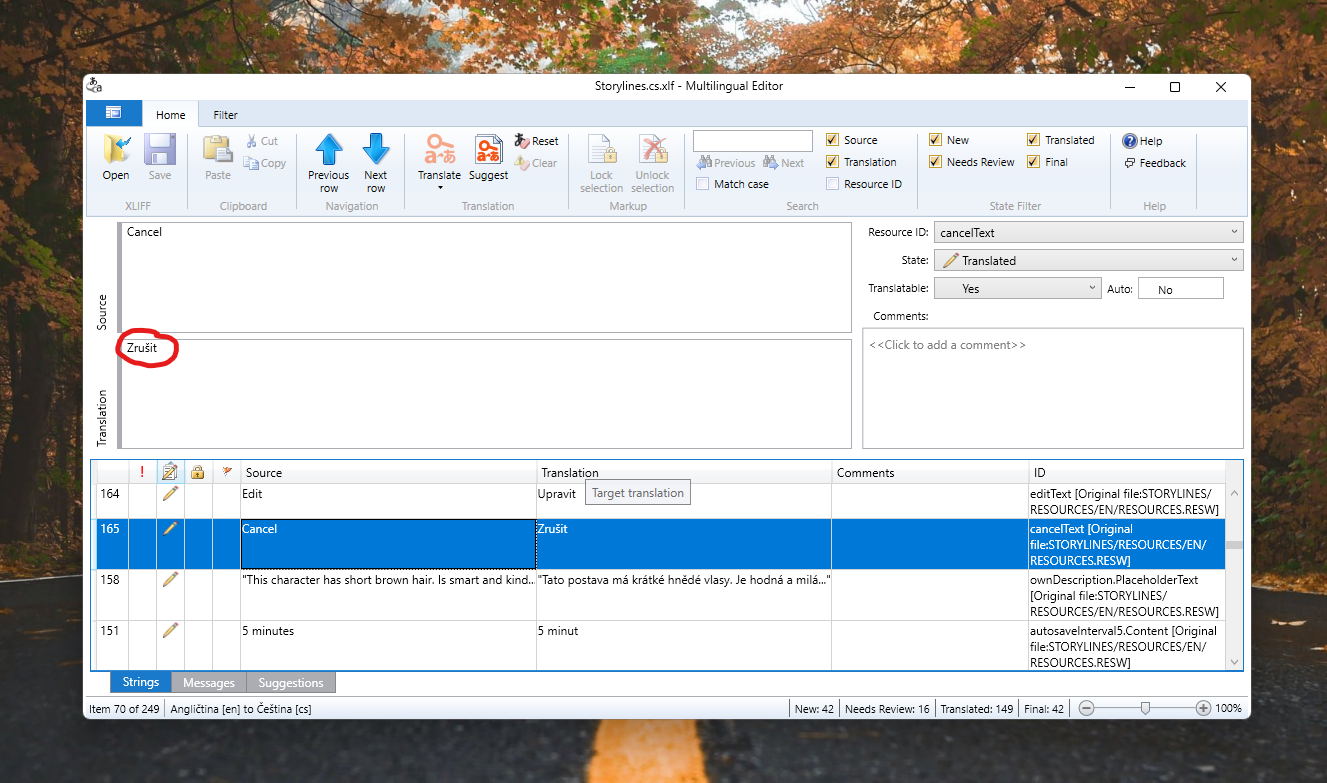 Storylines.cs.xlf - Multilingual Editor
Home Filter
Open Save Paste Cut Copy Previous row Next row Translate Suggest Reset Clear Lock selection Unlock selection
Previous Next
Match case
Source
Translation
Resource ID
New Translated
Needs Review Final
Help
Feedback
XLIFF Clipboard Navigation Translation Markup Search State Filter Help
Source
Cancel
Translation
Zrušit
Resource ID: cancelText
State: Translated
Translatable: Yes Auto: No
Comments:
<<Click to add a comment>>
! Source Translation Comments ID
Target translation
164 Edit Upravit editText [Original file:STORYLINES/
RESOURCES/EN/RESOURCES.RESW]
165 Cancel Zrušit cancelText [Original
file:STORYLINES/RESOURCES/EN/
RESOURCES.RESW]
158 "This character has short brown hair. Is smart and kind... "Tato postava má krátké hnědé vlasy. Je hodná a milá..." ownDescription.PlaceholderText
[Original file:STORYLINES/
RESOURCES/EN/RESOURCES.RESW]
151 5 minutes 5 minut autosaveInterval5.Content [Original
file:STORYLINES/RESOURCES/EN/
RESOURCES.RESW]
Strings Messages Suggestions
Item 70 of 249 Angličtina [en] to Čeština [cs] New: 42 Needs Review: 16 Translated: 149 Final: 42 100%